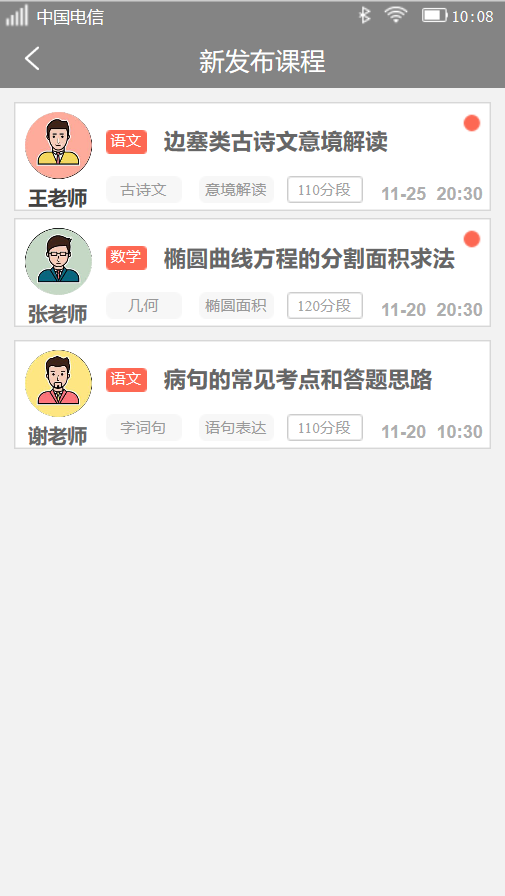 中国电信 10:08
新发布课程
语文 边塞类古诗文意境解读
王老师 古诗文 意境解读 110分段 11-25 20:30
数学 椭圆曲线方程的分割面积求法
张老师 几何 椭圆面积 120分段 11-20 20:30
语文 病句的常见考点和答题思路
谢老师 字词句 语句表达 110分段 11-20 10:30